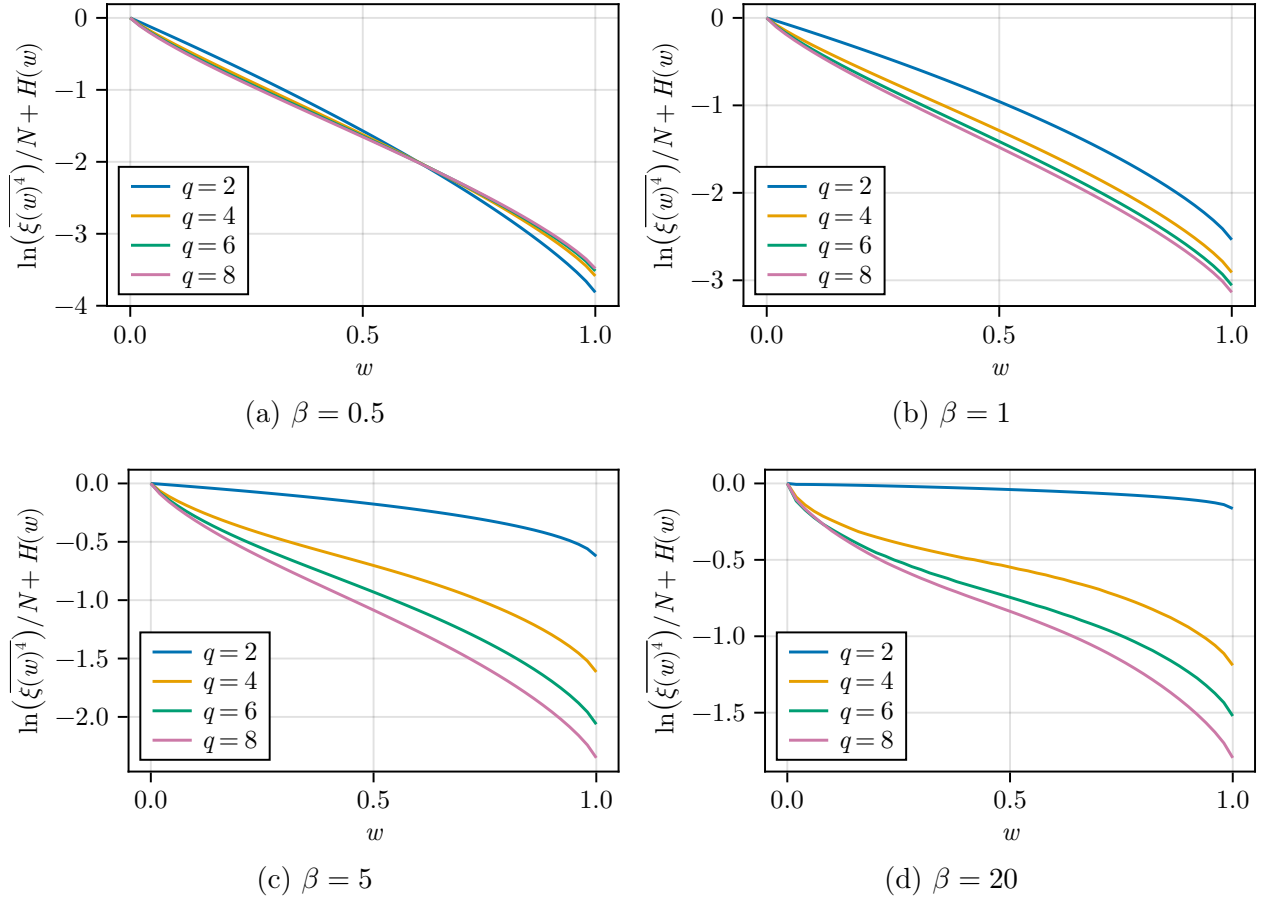 ln(\overline{ξ(w)^4})/N + H(w)
0
−1
−2
−3
−4
q = 2
q = 4
q = 6
q = 8
0.0
0.5
1.0
w
(a) β = 0.5
ln(\overline{ξ(w)^4})/N + H(w)
0
−1
−2
−3
q = 2
q = 4
q = 6
q = 8
0.0
0.5
1.0
w
(b) β = 1
ln(\overline{ξ(w)^4})/N + H(w)
0.0
−0.5
−1.0
−1.5
−2.0
q = 2
q = 4
q = 6
q = 8
0.0
0.5
1.0
w
(c) β = 5
ln(\overline{ξ(w)^4})/N + H(w)
0.0
−0.5
−1.0
−1.5
q = 2
q = 4
q = 6
q = 8
0.0
0.5
1.0
w
(d) β = 20